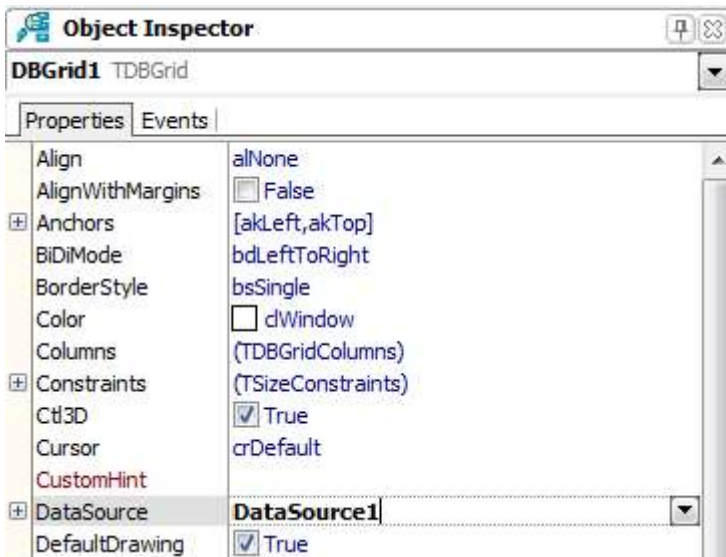 Object Inspector
DBGrid1 TDBGrid
Properties Events
Align alNone
AlignWithMargins False
Anchors [akLeft,akTop]
BiDiMode bdLeftToRight
BorderStyle bsSingle
Color clWindow
Columns (TDBGridColumns)
Constraints (TSizeConstraints)
Ctl3D True
Cursor crDefault
CustomHint
DataSource DataSource1
DefaultDrawing True